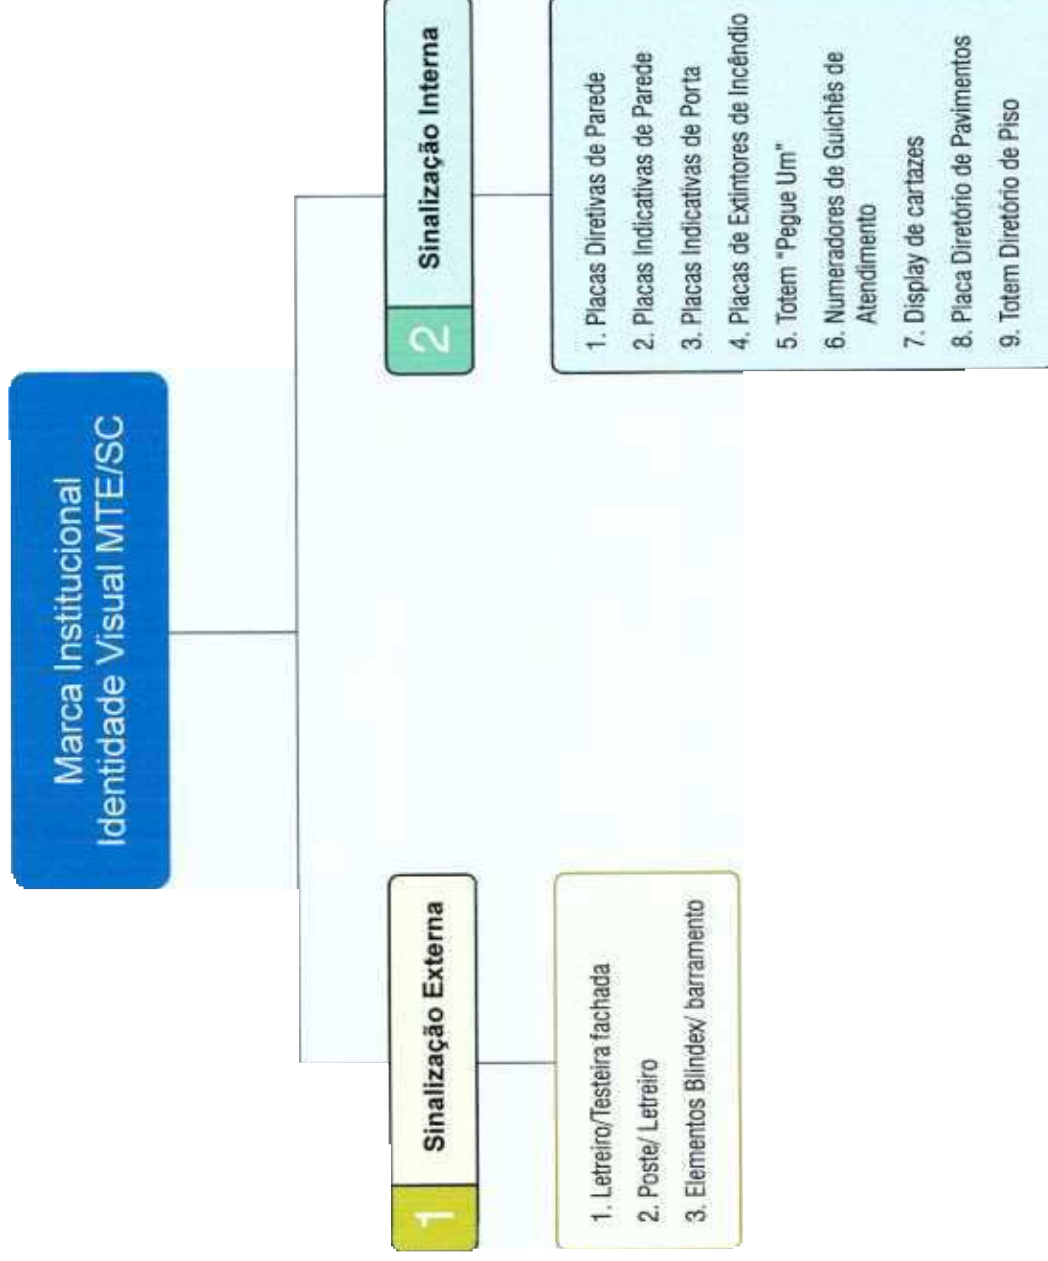 Marca Institucional
Identidade Visual MTE/SC
1
Sinalização Externa
1. Letreiro/Testeira fachada
2. Poste/ Letreiro
3. Elementos Blindex/ barramento
2
Sinalização Interna
1. Placas Diretivas de Parede
2. Placas Indicativas de Parede
3. Placas Indicativas de Porta
4. Placas de Extintores de Incêndio
5. Totem "Pegue Um"
6. Numeradores de Guichês de
Atendimento
7. Display de cartazes
8. Placa Diretório de Pavimentos
9. Totem Diretório de Piso